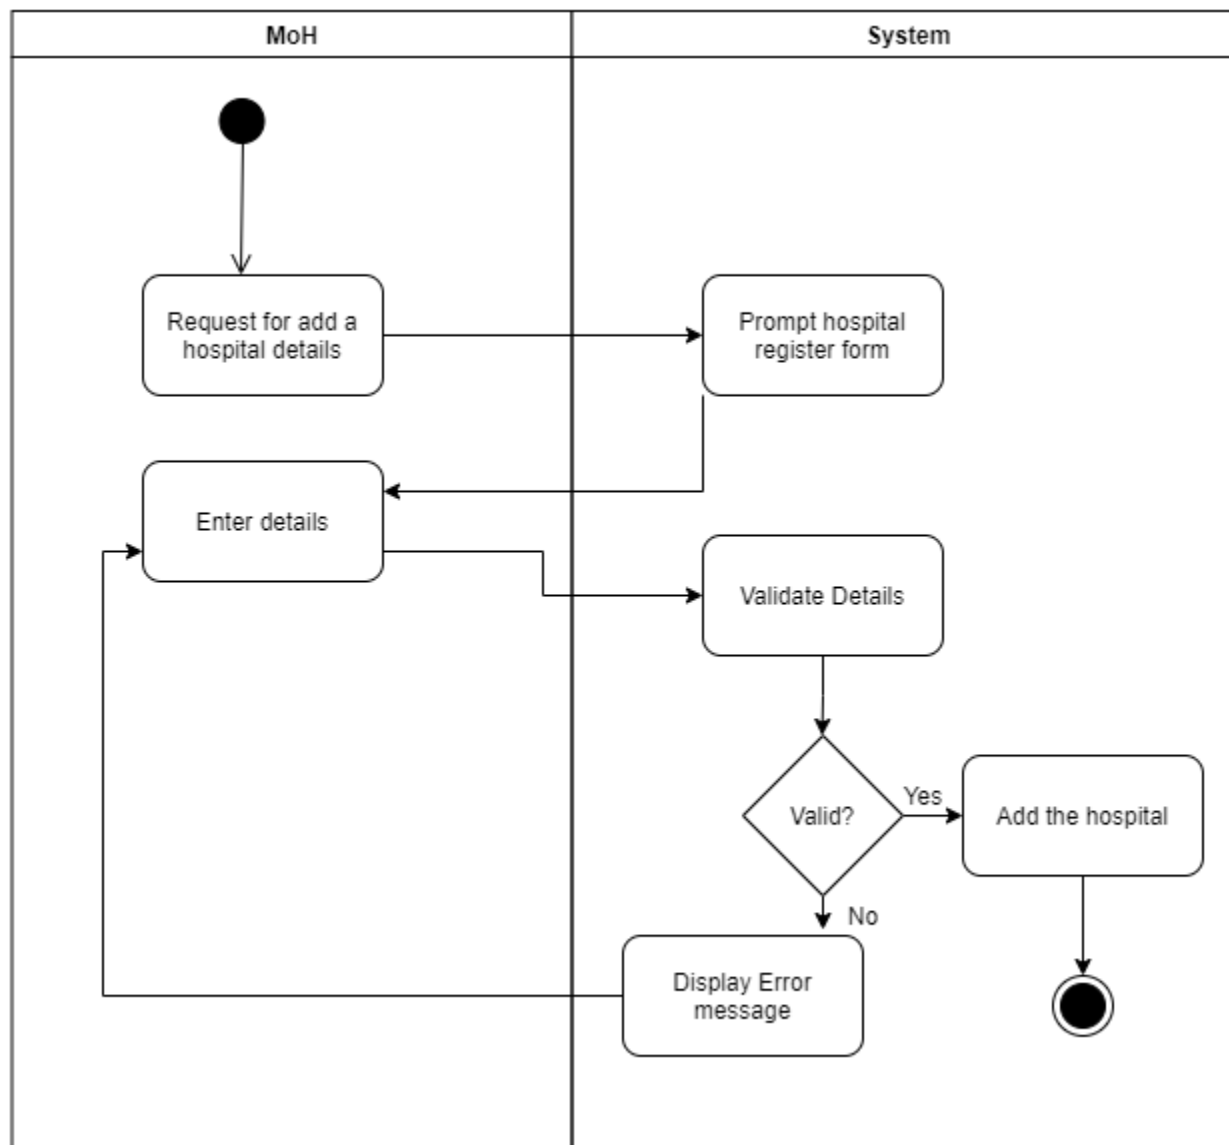 MoH
System
Request for add a
hospital details
Prompt hospital
register form
Enter details
Validate Details
Valid?
Yes
Add the hospital
No
Display Error
message